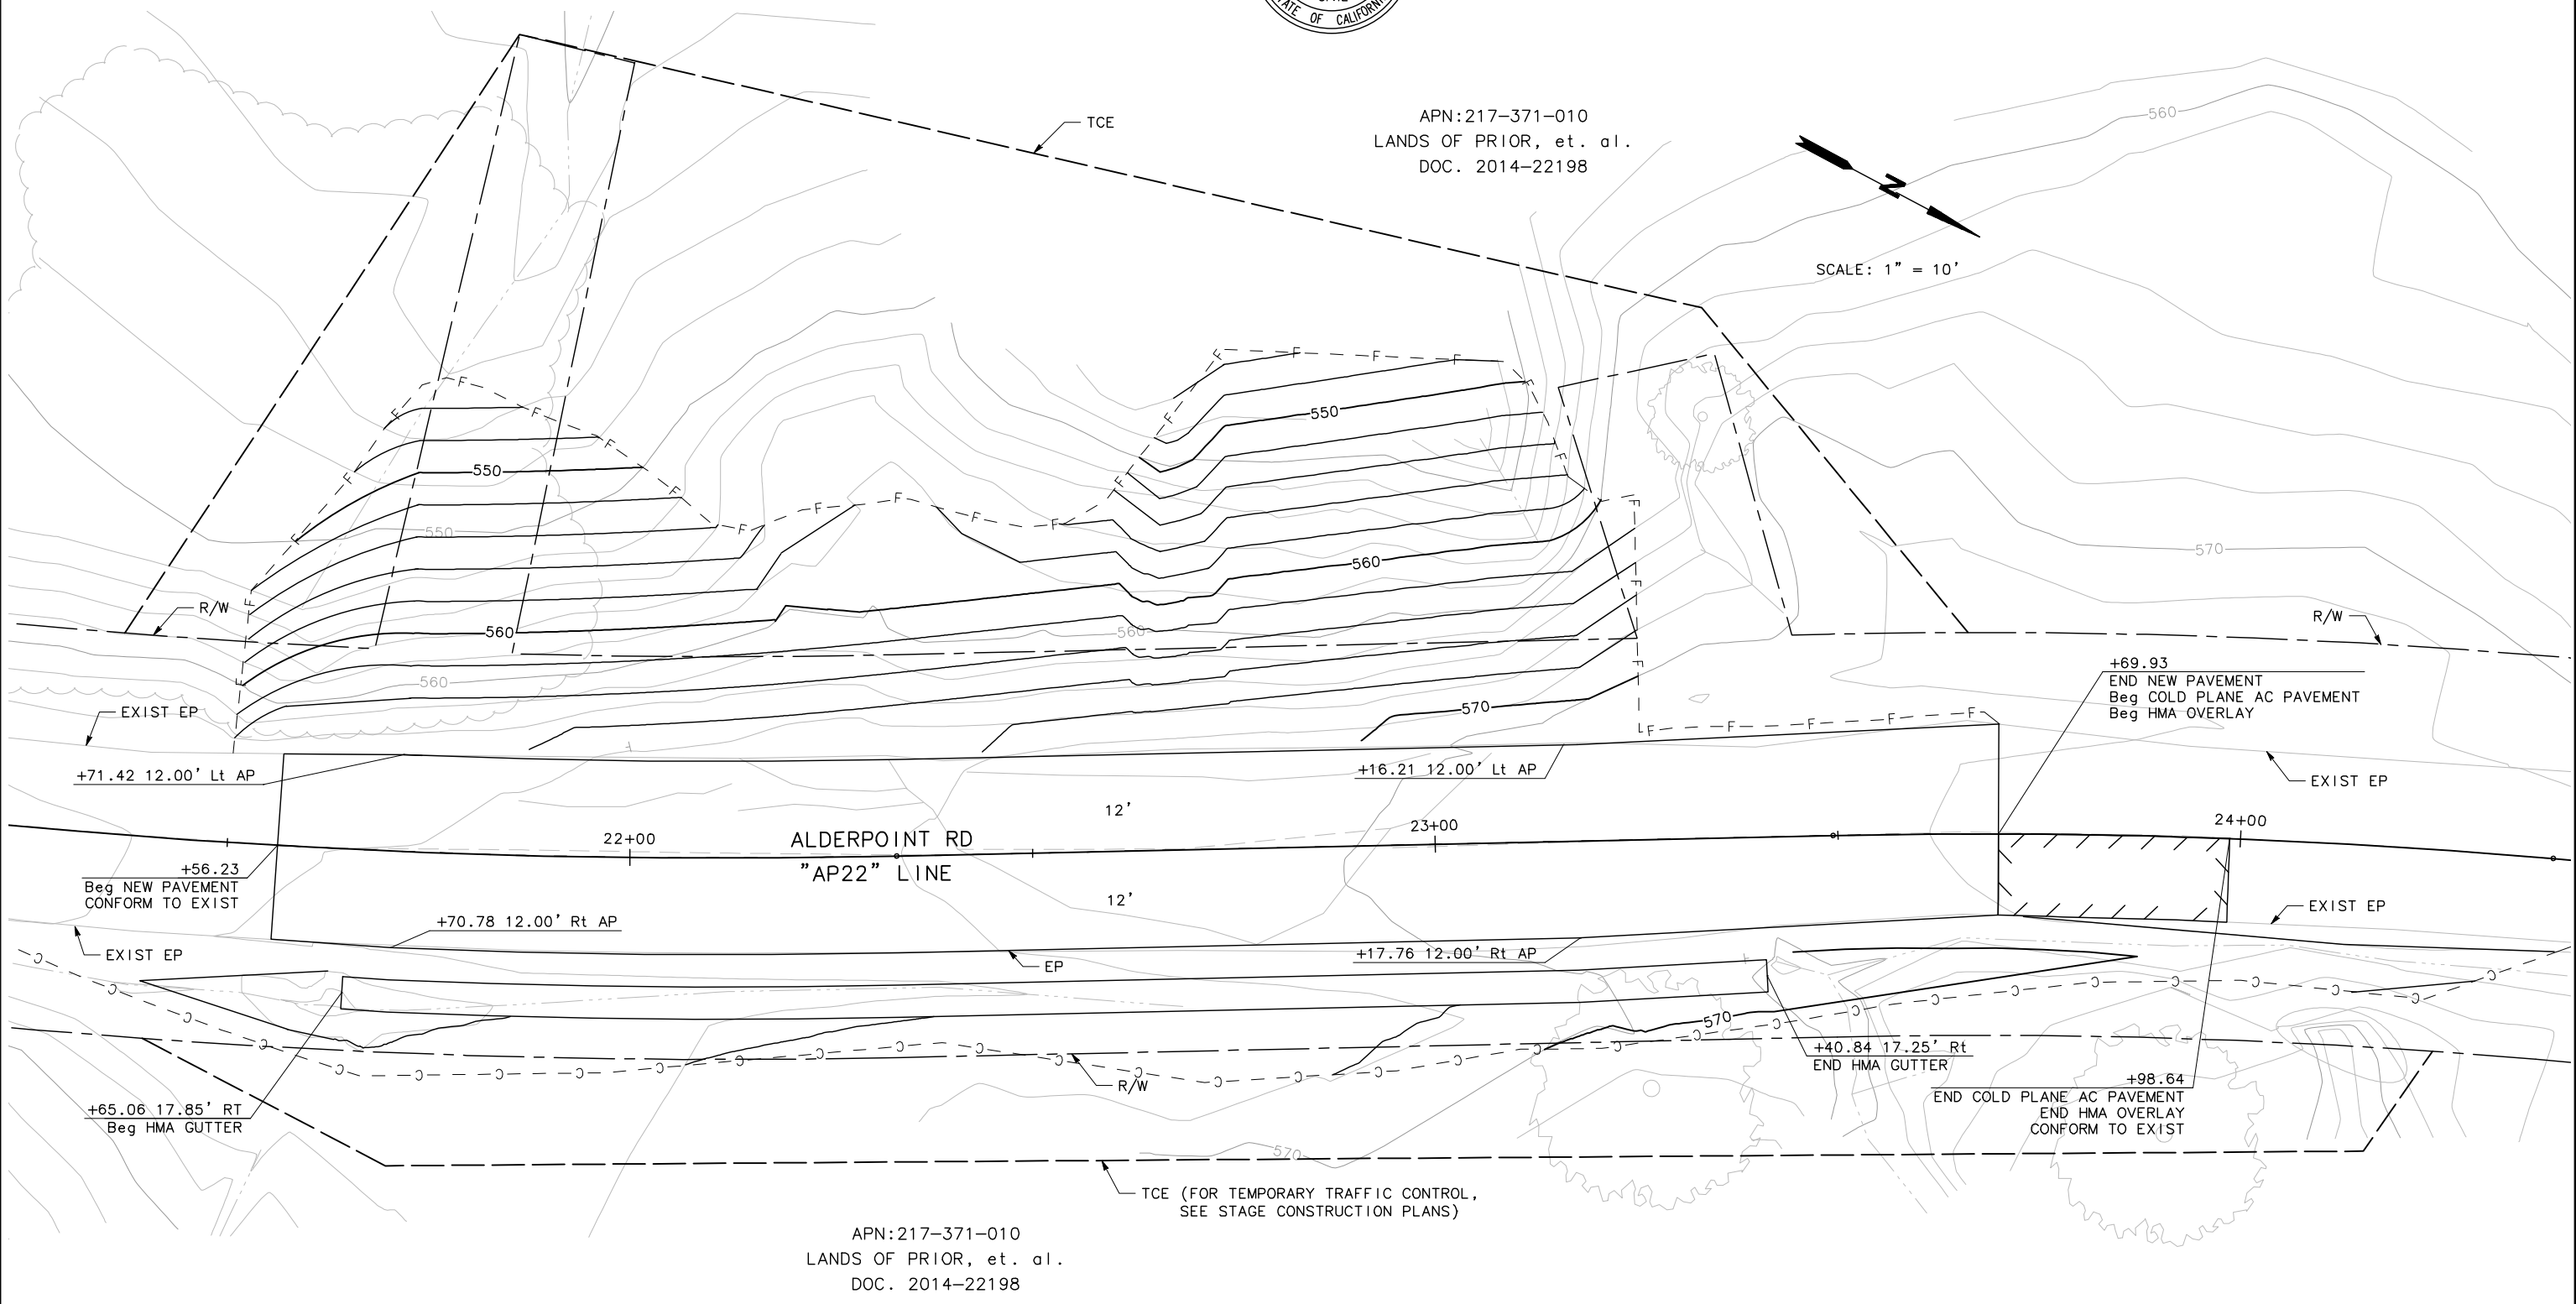 CIVIL
STATE OF CALIFORNIA
APN:217-371-010
LANDS OF PRIOR, et. al.
DOC. 2014-22198
TCE
N
SCALE: 1" = 10'
560
550
550
550
560
560
560
560
570
570
R/W
R/W
EXIST EP
+71.42 12.00' Lt AP
+16.21 12.00' Lt AP
+69.93
END NEW PAVEMENT
Beg COLD PLANE AC PAVEMENT
Beg HMA OVERLAY
EXIST EP
12'
22+00
ALDERPOINT RD
"AP22" LINE
23+00
24+00
+56.23
Beg NEW PAVEMENT
CONFORM TO EXIST
12'
+70.78 12.00' Rt AP
EXIST EP
EP
+17.76 12.00' Rt AP
EXIST EP
570
+40.84 17.25' Rt
END HMA GUTTER
R/W
+65.06 17.85' RT
Beg HMA GUTTER
+98.64
END COLD PLANE AC PAVEMENT
END HMA OVERLAY
CONFORM TO EXIST
570
TCE (FOR TEMPORARY TRAFFIC CONTROL,
SEE STAGE CONSTRUCTION PLANS)
APN:217-371-010
LANDS OF PRIOR, et. al.
DOC. 2014-22198